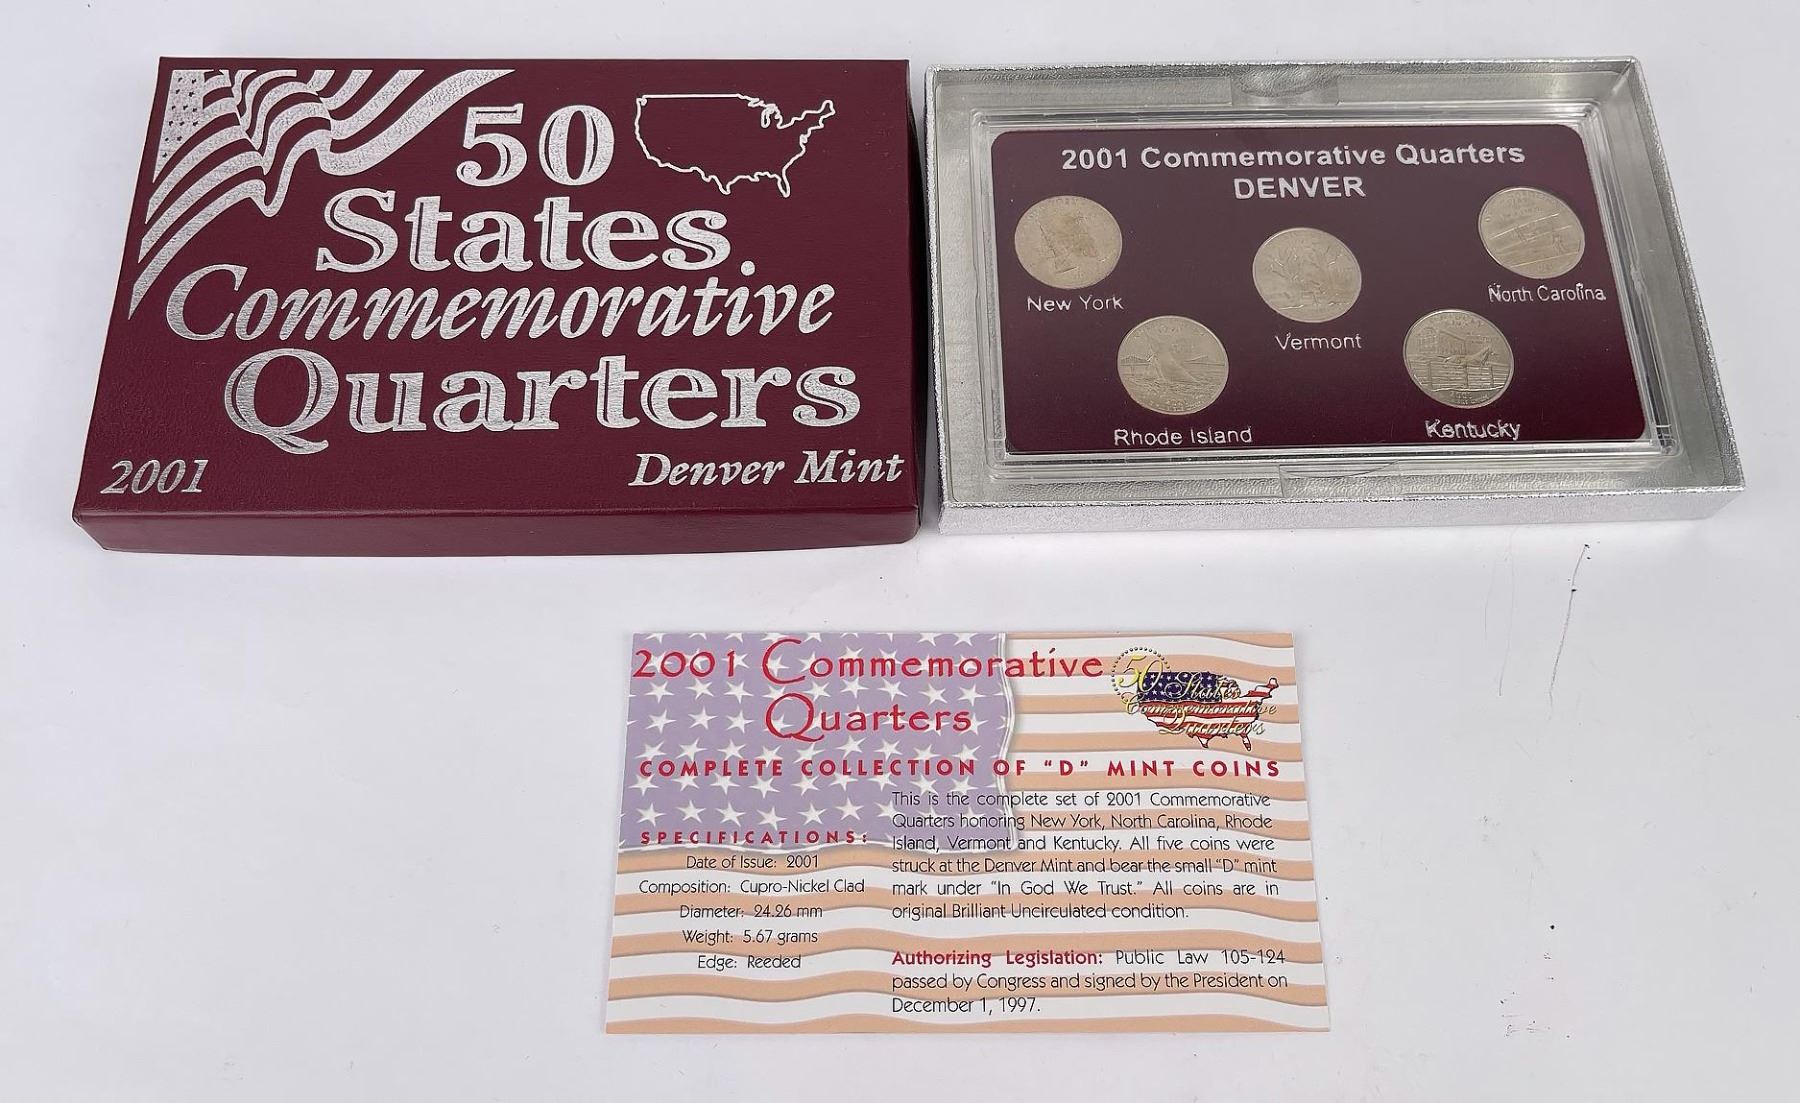 50
States
Commemorative
Quarters
2001
Denver Mint
2001 Commemorative Quarters
DENVER
New York
North Carolina
Vermont
Rhode Island
Kentucky
2001 Commemorative
Quarters
50 States
Commemorative
Quarters
COMPLETE COLLECTION OF "D" MINT COINS
SPECIFICATIONS:
Date of Issue: 2001
Composition: Cupro-Nickel Clad
Diameter: 24.26 mm
Weight: 5.67 grams
Edge: Reeded
This is the complete set of 2001 Commemorative
Quarters honoring New York, North Carolina, Rhode
Island, Vermont and Kentucky. All five coins were
struck at the Denver Mint and bear the small "D" mint
mark under "In God We Trust." All coins are in
original Brilliant Uncirculated condition.
Authorizing Legislation: Public Law 105-124
passed by Congress and signed by the President on
December 1, 1997.